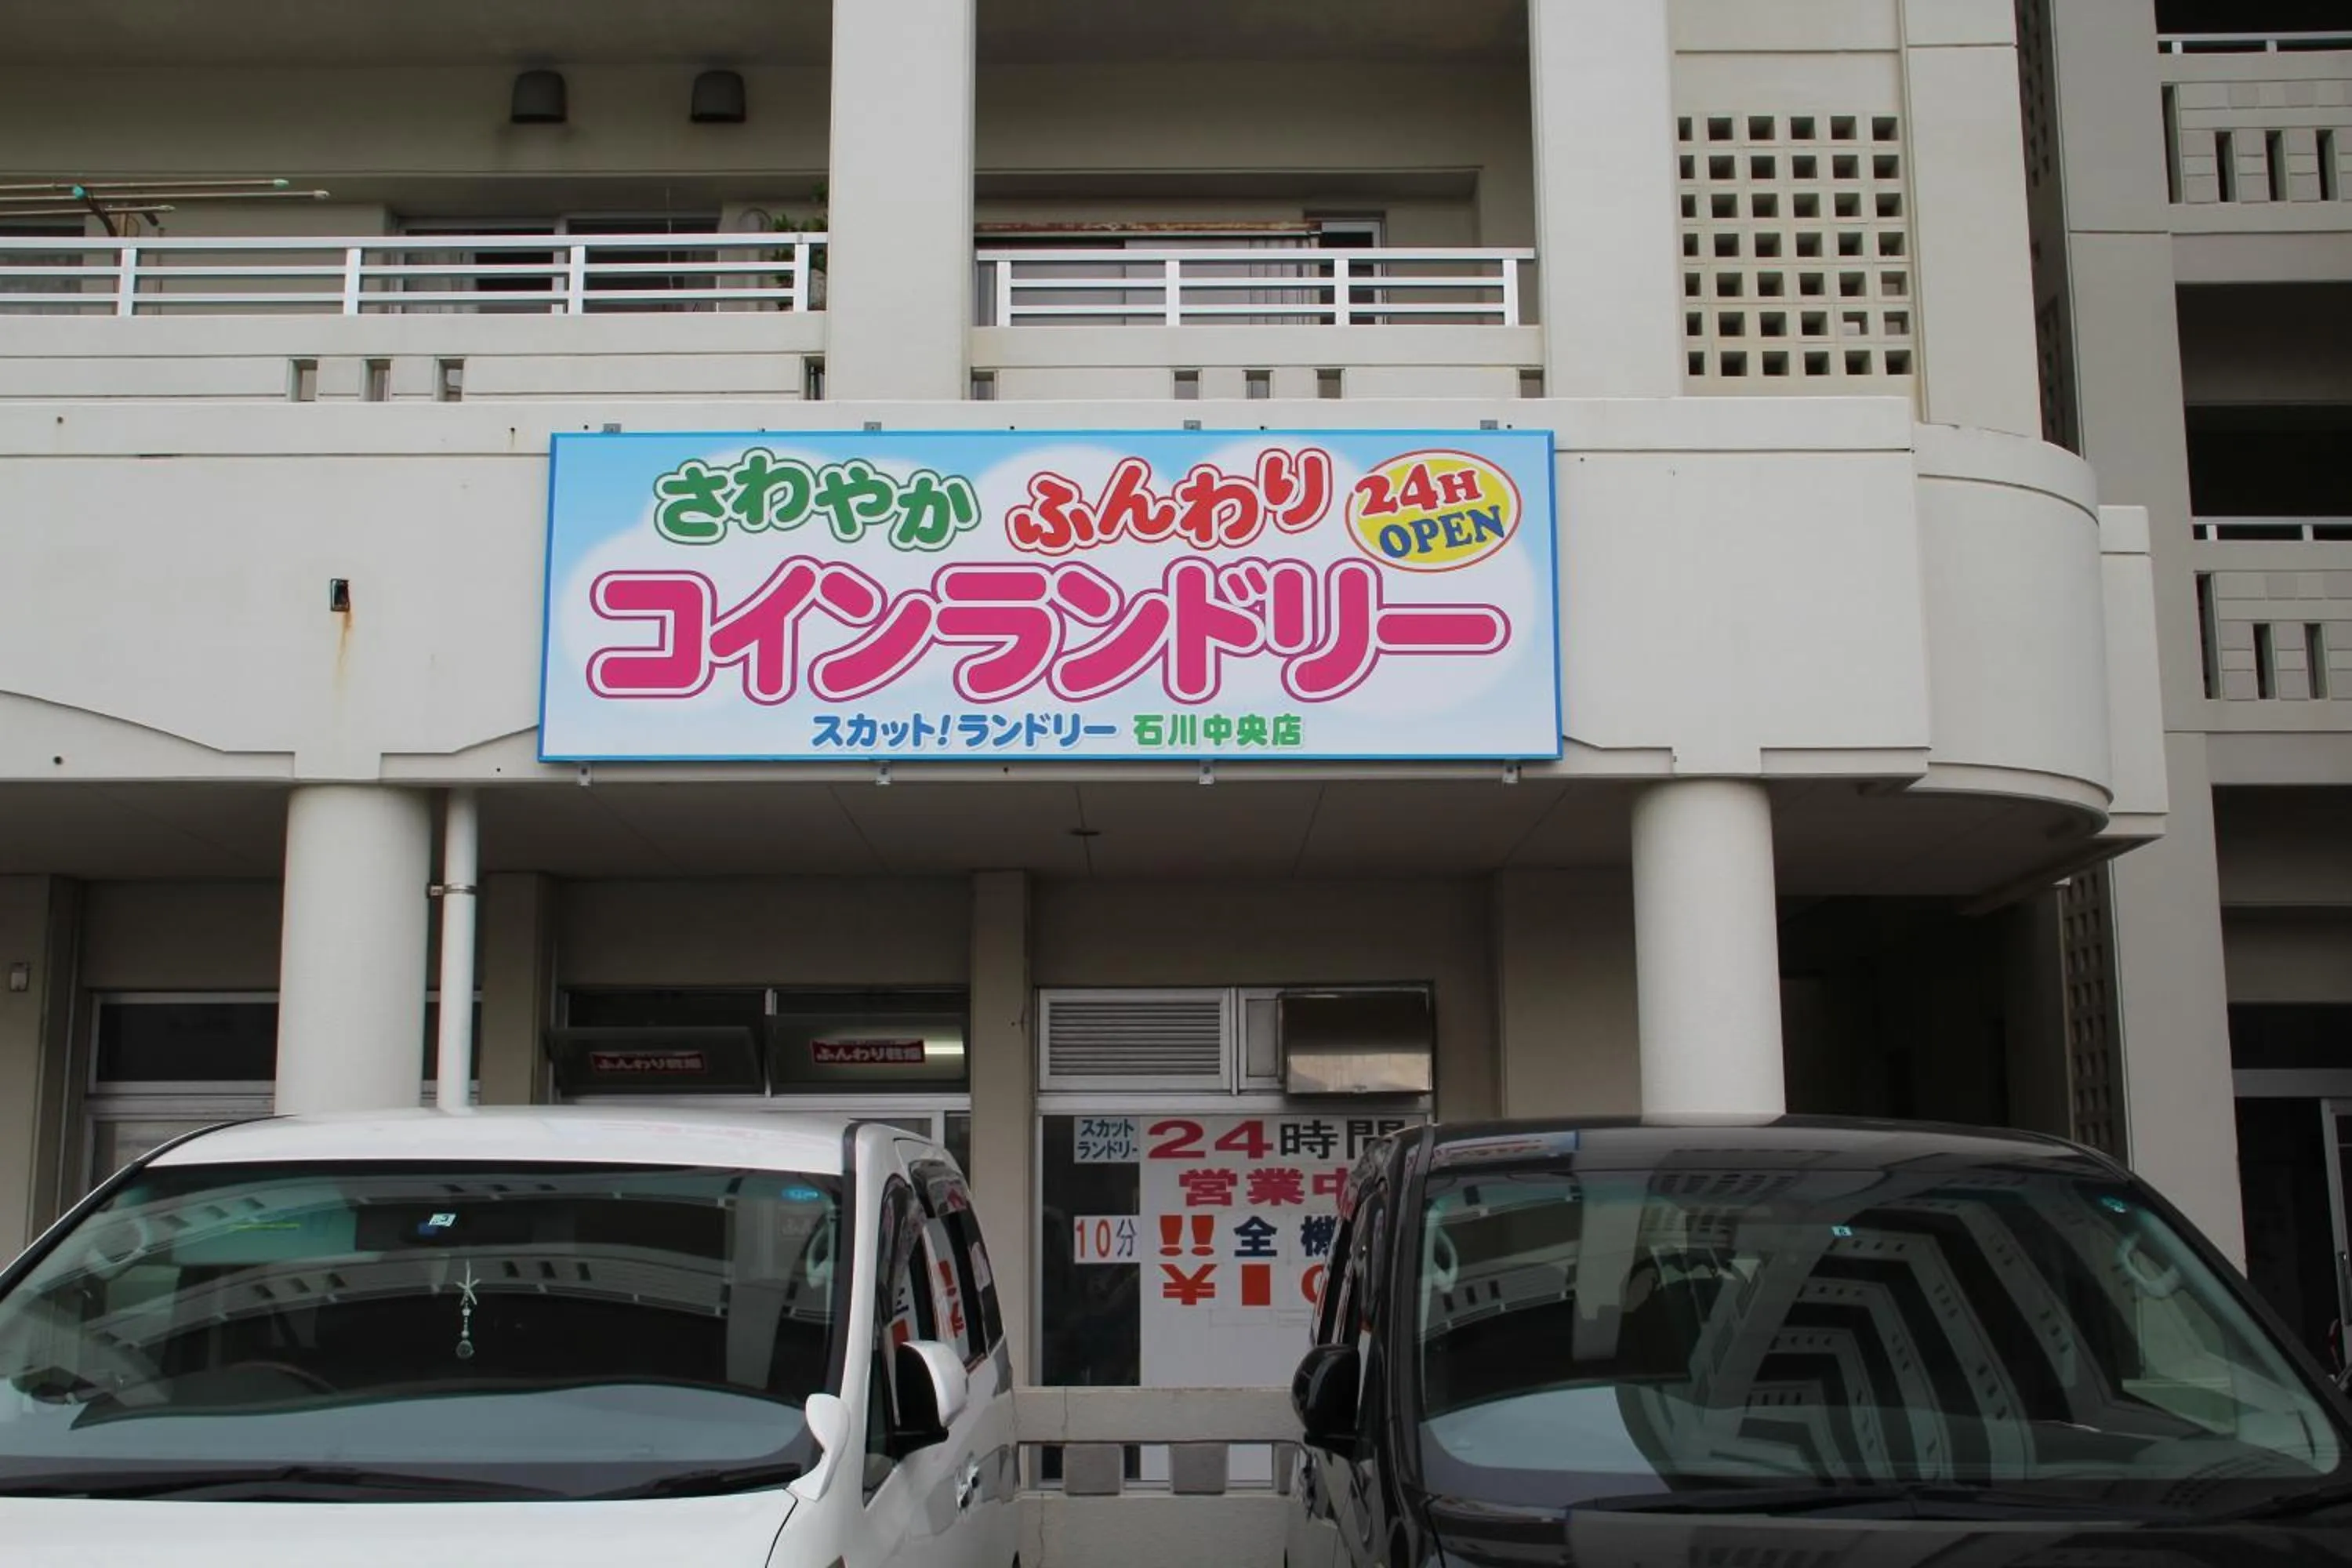 さわやか ふんわり
24H
OPEN
コインランドリー
スカット!ランドリー 石川中央店
ふんわり乾燥
ふんわり乾燥
スカット
ランドリー
24時間
営業中
10分
!!全機
¥10